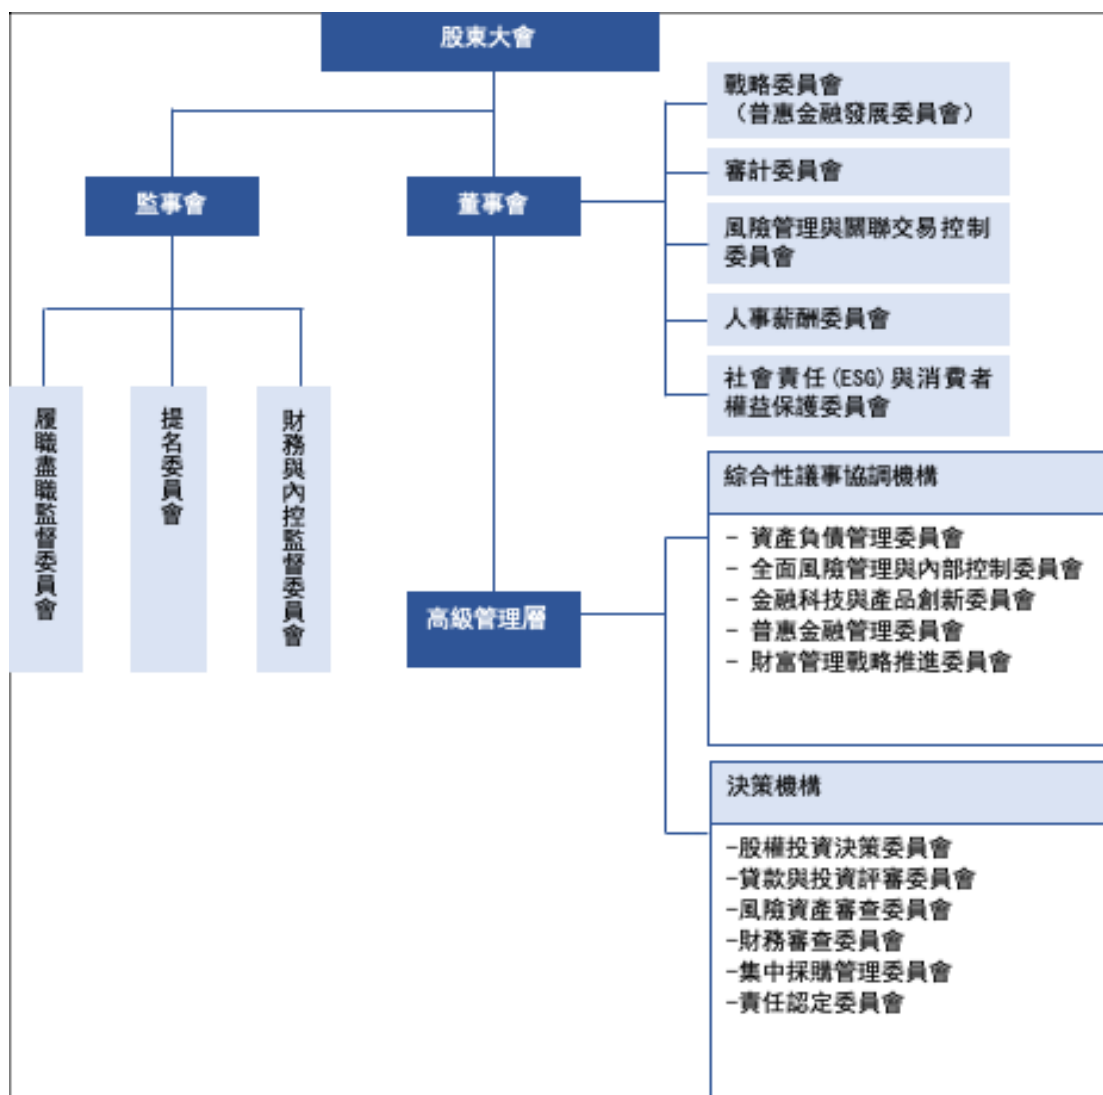 股東大會
監事會
董事會
戰略委員會
（普惠金融發展委員會）
審計委員會
風險管理與關聯交易控制
委員會
人事薪酬委員會
社會責任(ESG)與消費者
權益保護委員會
履職盡職監督委員會
提名委員會
財務與內控監督委員會
高級管理層
綜合性議事協調機構
- 資產負債管理委員會
- 全面風險管理與內部控制委員會
- 金融科技與產品創新委員會
- 普惠金融管理委員會
- 財富管理戰略推進委員會
決策機構
-股權投資決策委員會
-貸款與投資評審委員會
-風險資產審查委員會
-財務審查委員會
-集中採購管理委員會
-責任認定委員會